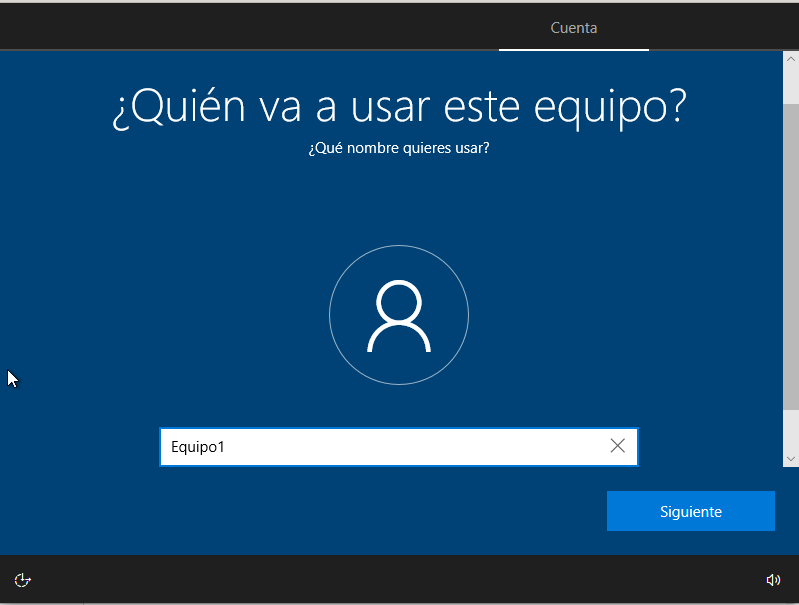 Cuenta
¿Quién va a usar este equipo?
¿Qué nombre quieres usar?
Equipo1
Siguiente